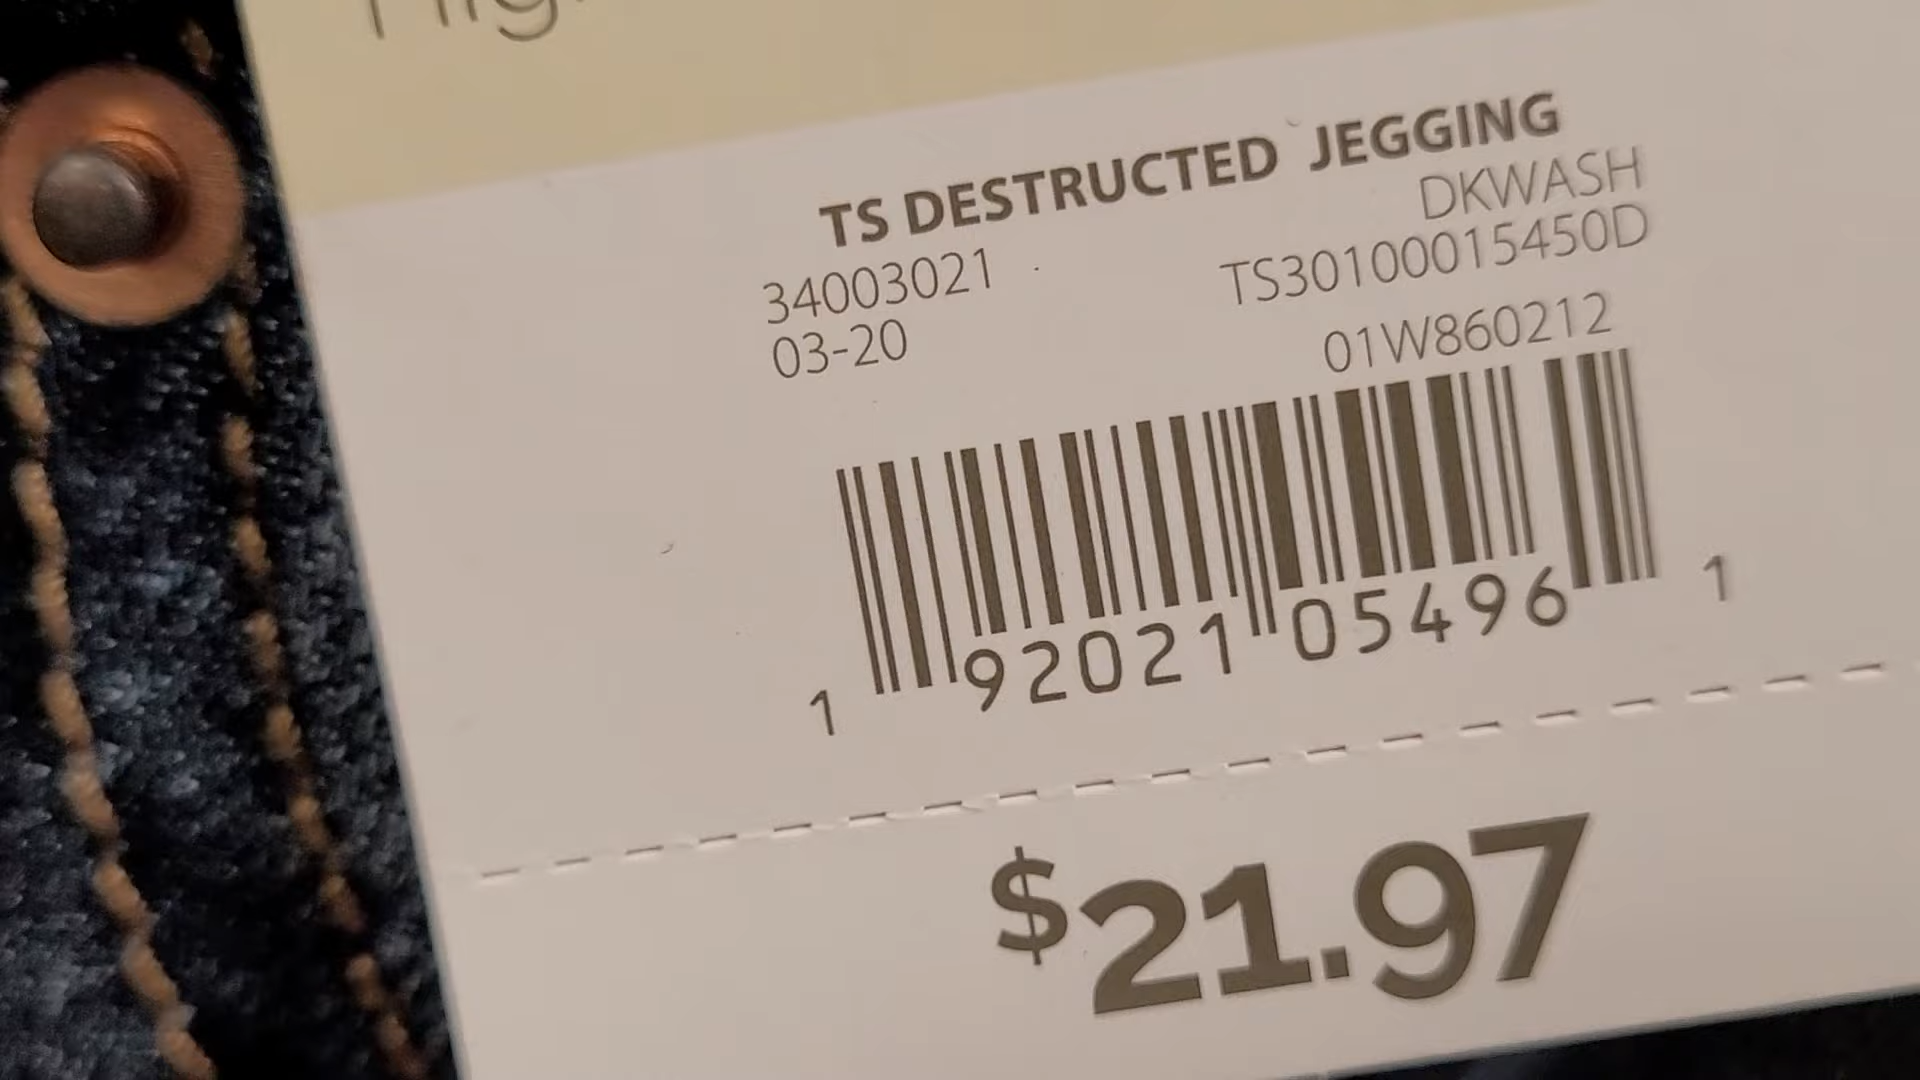 TS DESTRUCTED JEGGING
DKWASH
34003021 TS30100015450D
03-20 01W860212
1 92021 05496 1
$21.97